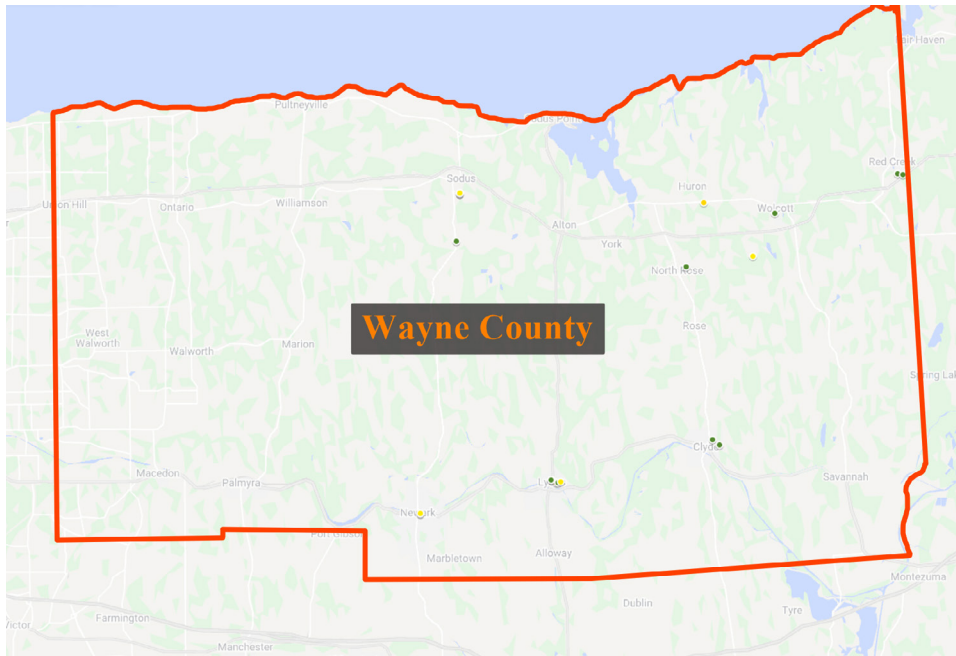 Fair Haven
Pultneyville
Sodus Point
Red Creek
Sodus
Huron
Union Hill
Ontario
Williamson
Wolcott
Alton
York
North Rose
Wayne County
West
Walworth
Rose
Walworth
Marion
Spring Lake
Clyde
Macedon
Palmyra
Savannah
Newark
Port Gibson
Marbletown
Alloway
Montezuma
Dublin
Tyre
Farmington
Victor
Manchester